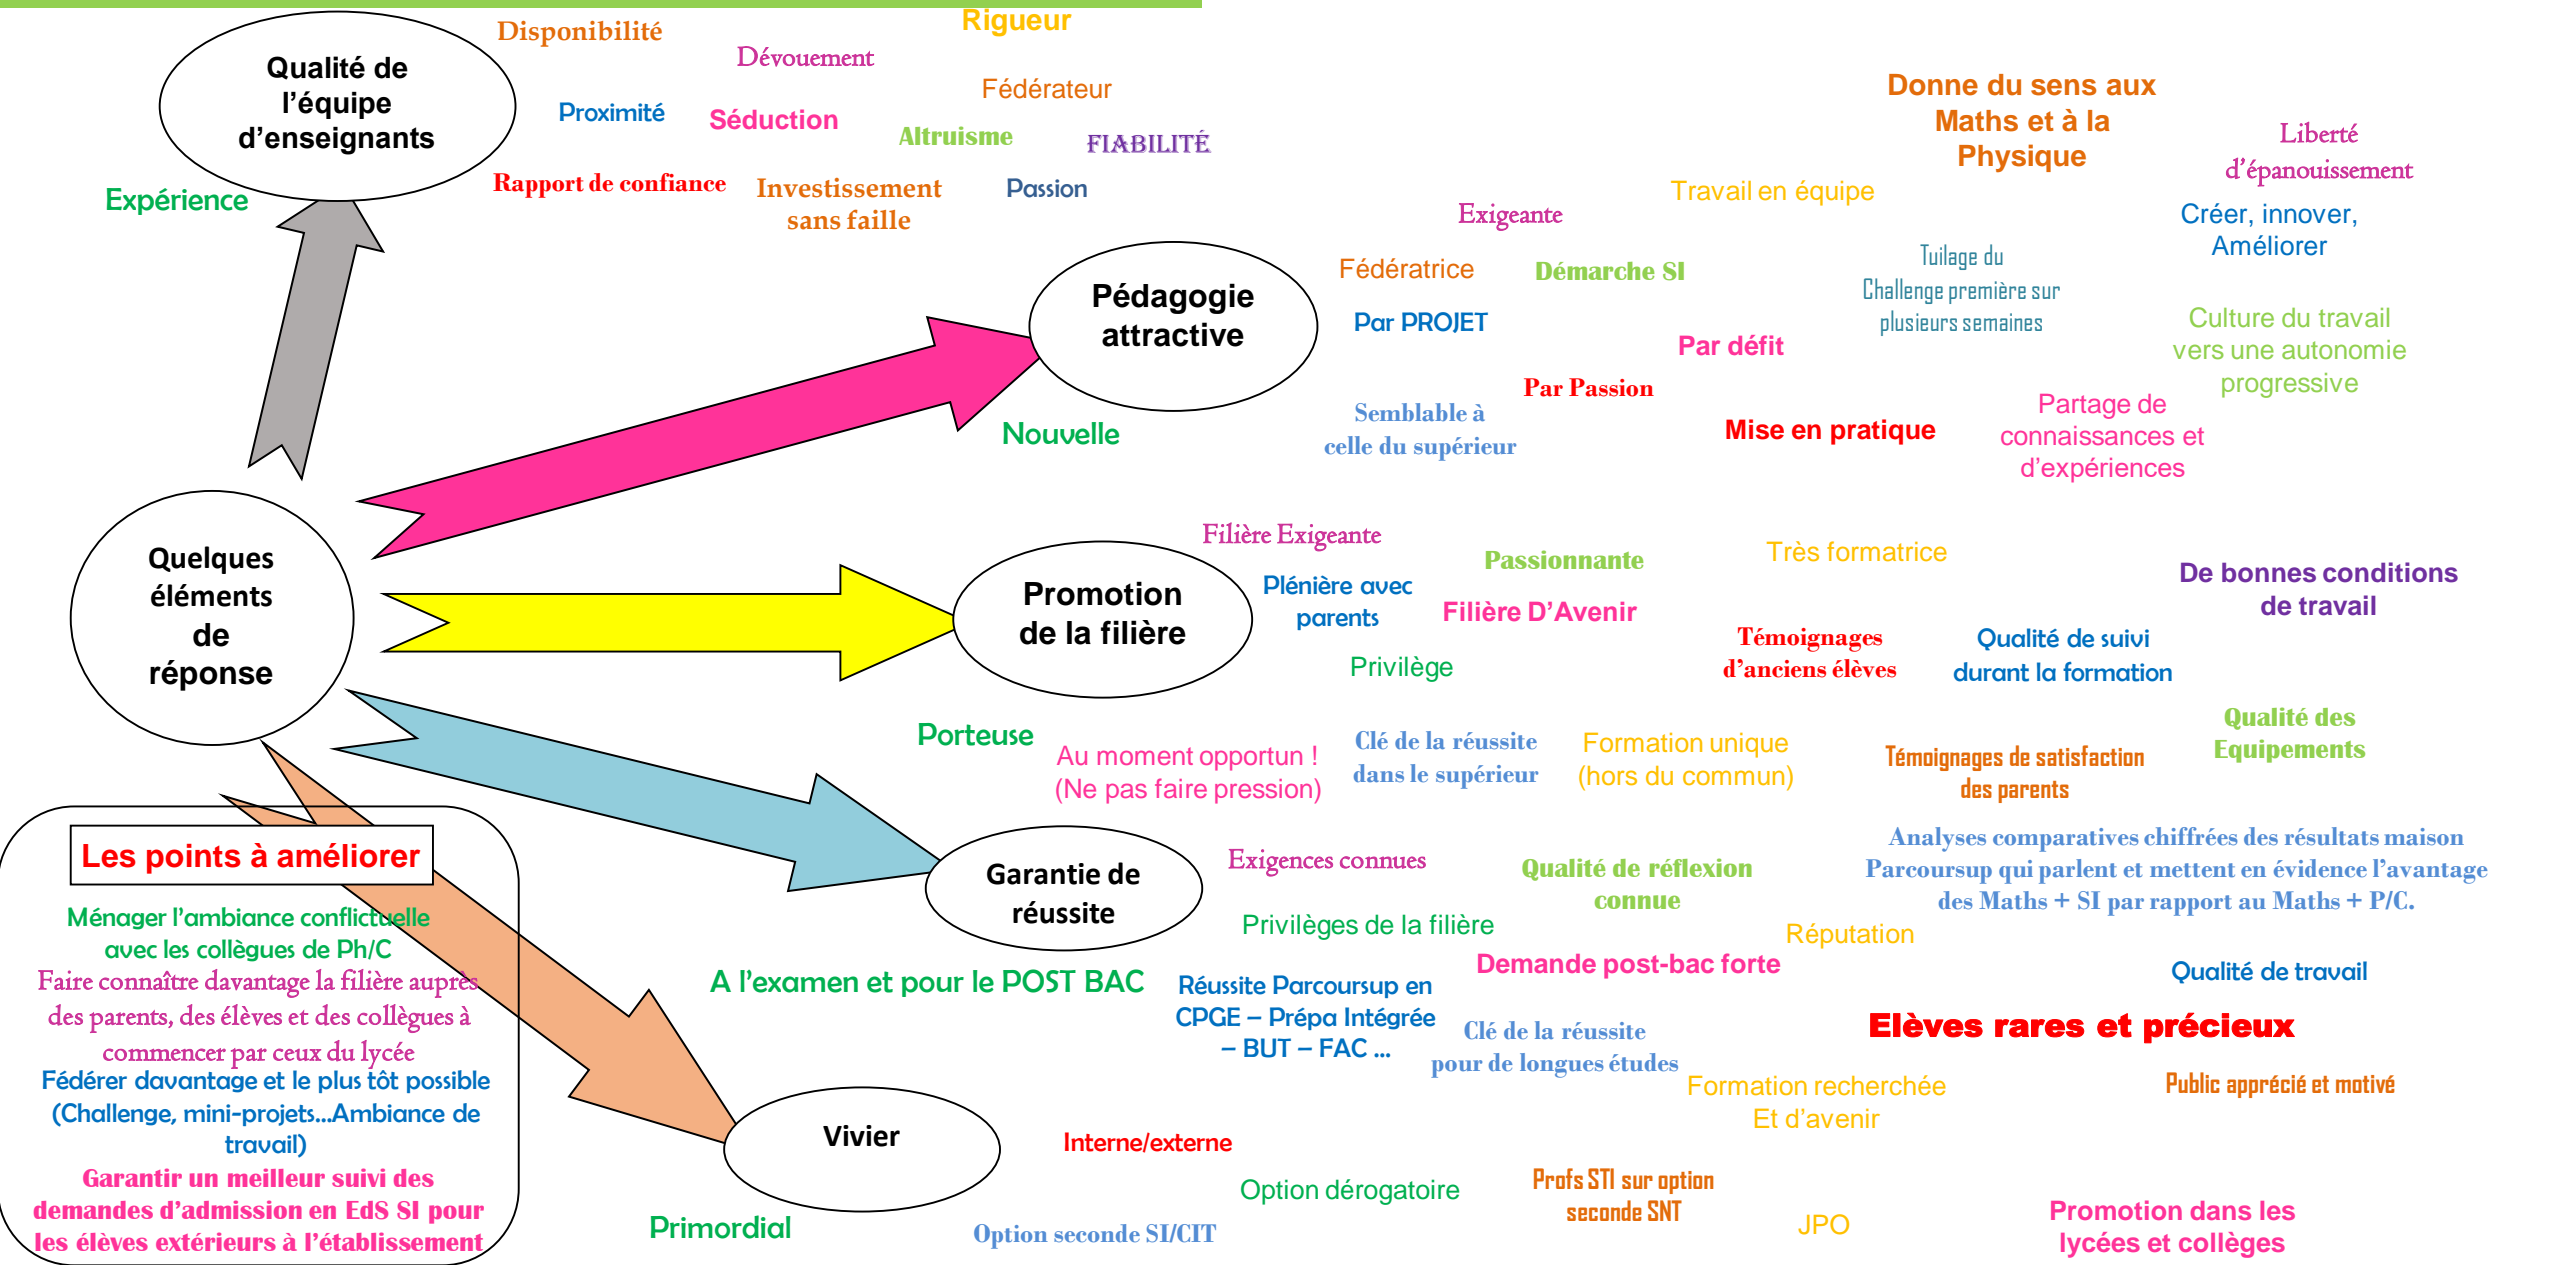 Qualité de
l'équipe
d'enseignants
Expérience
Disponibilité
Dévouement
Rigueur
Proximité
Séduction
Fédérateur
Altruisme
FIABILITÉ
Rapport de confiance
Investissement
sans faille
Passion
Pédagogie
attractive
Nouvelle
Exigeante
Travail en équipe
Donne du sens aux
Maths et à la
Physique
Liberté
d'épanouissement
Créer, innover,
Améliorer
Fédératrice
Démarche SI
Tuilage du
Challenge première sur
plusieurs semaines
Par PROJET
Par défit
Culture du travail
vers une autonomie
progressive
Par Passion
Semblable à
celle du supérieur
Mise en pratique
Partage de
connaissances et
d'expériences
Quelques
éléments
de
réponse
Promotion
de la filière
Porteuse
Filière Exigeante
Passionnante
Très formatrice
Plénière avec
parents
Filière D'Avenir
De bonnes conditions
de travail
Privilège
Témoignages
d'anciens élèves
Qualité de suivi
durant la formation
Au moment opportun !
(Ne pas faire pression)
Clé de la réussite
dans le supérieur
Formation unique
(hors du commun)
Témoignages de satisfaction
des parents
Qualité des
Equipements
Garantie de
réussite
A l'examen et pour le POST BAC
Exigences connues
Qualité de réflexion
connue
Analyses comparatives chiffrées des résultats maison
Parcoursup qui parlent et mettent en évidence l'avantage
des Maths + SI par rapport au Maths + P/C.
Privilèges de la filière
Réputation
Demande post-bac forte
Qualité de travail
Réussite Parcoursup en
CPGE – Prépa Intégrée
– BUT – FAC ...
Clé de la réussite
pour de longues études
Elèves rares et précieux
Formation recherchée
Et d'avenir
Public apprécié et motivé
Vivier
Primordial
Interne/externe
Option dérogatoire
Option seconde SI/CIT
Profs STI sur option
seconde SNT
JPO
Promotion dans les
lycées et collèges
Les points à améliorer
Ménager l'ambiance conflictuelle
avec les collègues de Ph/C
Faire connaître davantage la filière auprès
des parents, des élèves et des collègues à
commencer par ceux du lycée
Fédérer davantage et le plus tôt possible
(Challenge, mini-projets...Ambiance de
travail)
Garantir un meilleur suivi des
demandes d'admission en EdS SI pour
les élèves extérieurs à l'établissement